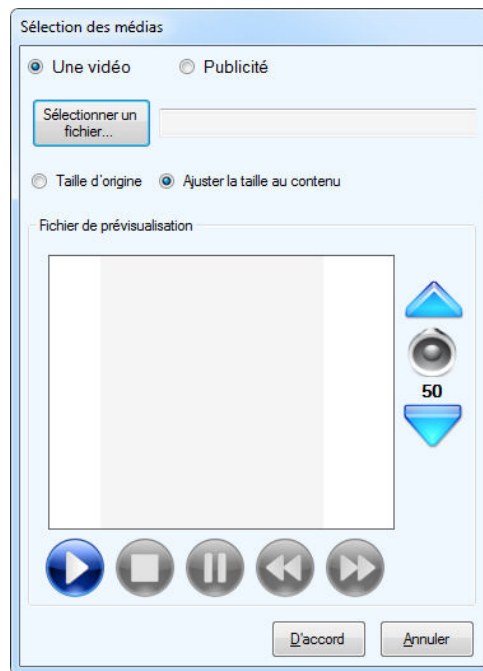 Sélection des médias
Une vidéo Publicité
Sélectionner un
fichier...
Taille d'origine Ajuster la taille au contenu
Fichier de prévisualisation
50
D'accord Annuler